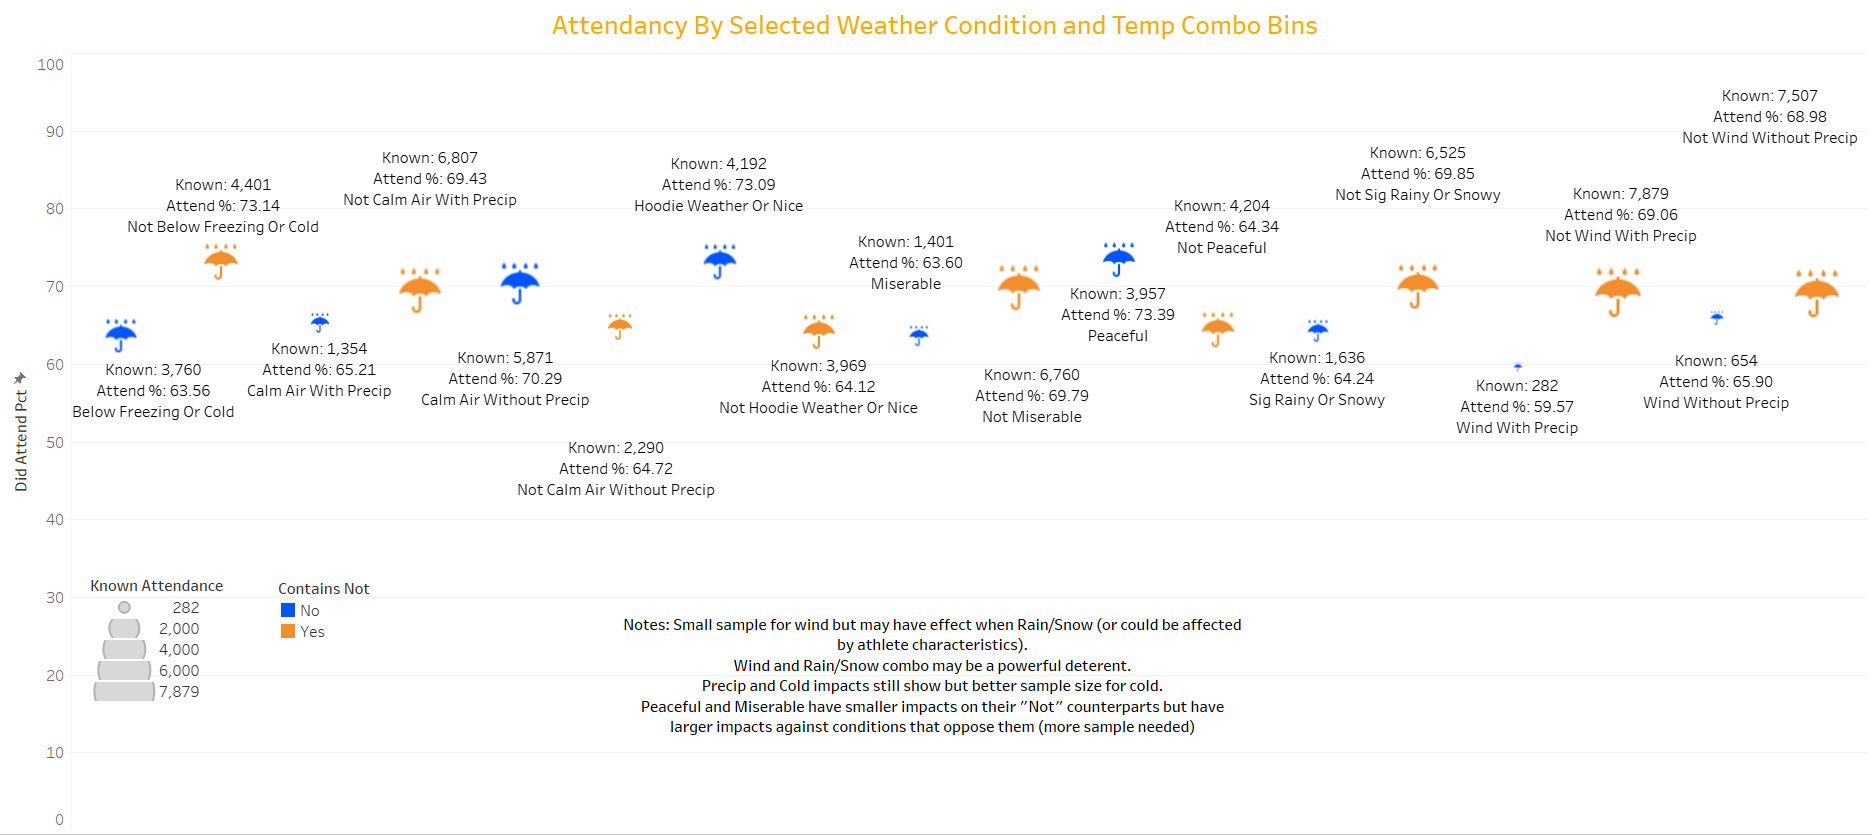 Attendancy By Selected Weather Condition and Temp Combo Bins
100
90
80
70
60
50
40
30
20
10
0
Did Attend Pct
Known: 3,760
Attend %: 63.56
Below Freezing Or Cold
Known: 4,401
Attend %: 73.14
Not Below Freezing Or Cold
Known: 1,354
Attend %: 65.21
Calm Air With Precip
Known: 6,807
Attend %: 69.43
Not Calm Air With Precip
Known: 5,871
Attend %: 70.29
Calm Air Without Precip
Known: 2,290
Attend %: 64.72
Not Calm Air Without Precip
Known: 4,192
Attend %: 73.09
Hoodie Weather Or Nice
Known: 3,969
Attend %: 64.12
Not Hoodie Weather Or Nice
Known: 1,401
Attend %: 63.60
Miserable
Known: 6,760
Attend %: 69.79
Not Miserable
Known: 3,957
Attend %: 73.39
Peaceful
Known: 4,204
Attend %: 64.34
Not Peaceful
Known: 1,636
Attend %: 64.24
Sig Rainy Or Snowy
Known: 6,525
Attend %: 69.85
Not Sig Rainy Or Snowy
Known: 282
Attend %: 59.57
Wind With Precip
Known: 7,879
Attend %: 69.06
Not Wind With Precip
Known: 654
Attend %: 65.90
Wind Without Precip
Known: 7,507
Attend %: 68.98
Not Wind Without Precip
Known Attendance
282
2,000
4,000
6,000
7,879
Contains Not
No
Yes
Notes: Small sample for wind but may have effect when Rain/Snow (or could be affected
by athlete characteristics).
Wind and Rain/Snow combo may be a powerful deterent.
Precip and Cold impacts still show but better sample size for cold.
Peaceful and Miserable have smaller impacts on their "Not" counterparts but have
larger impacts against conditions that oppose them (more sample needed)